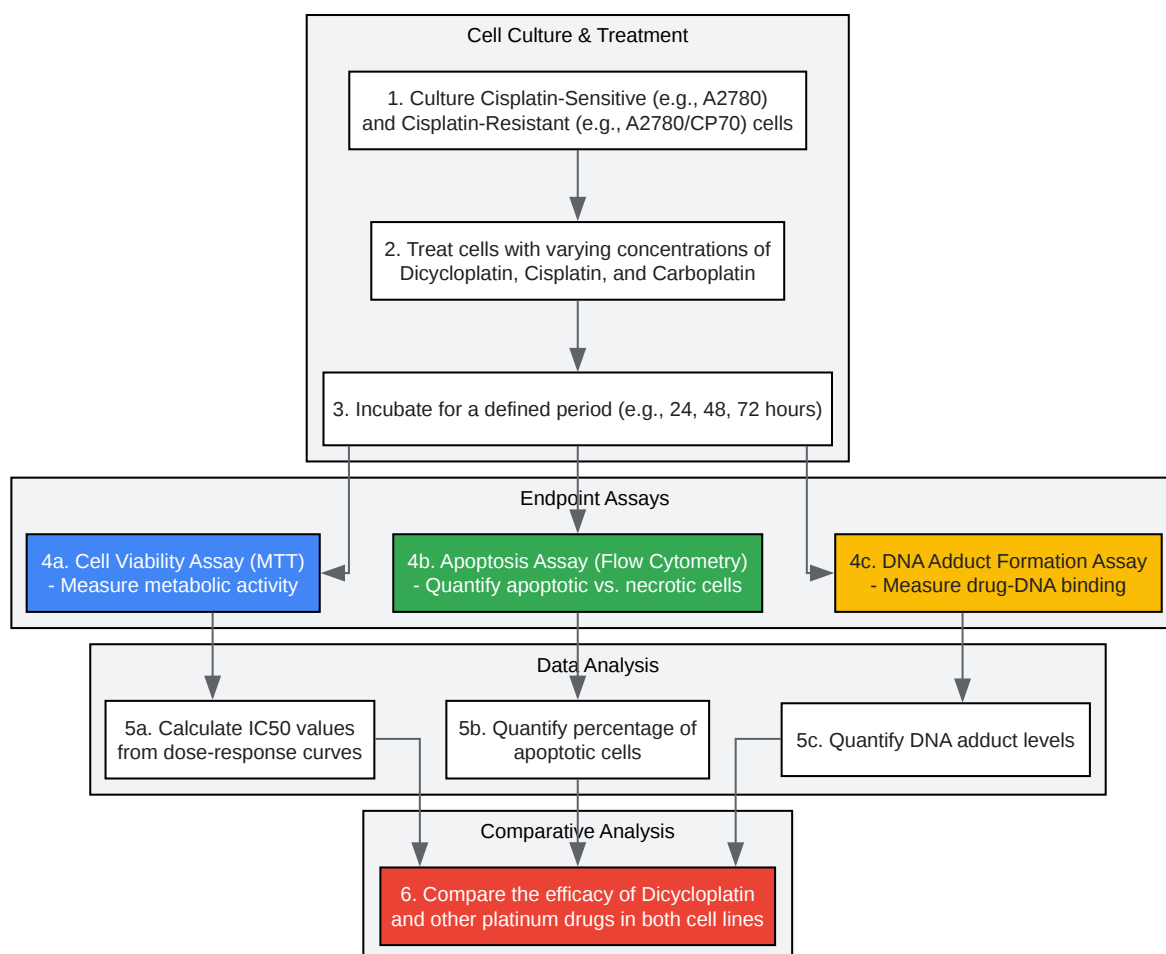 Cell Culture & Treatment
1. Culture Cisplatin-Sensitive (e.g., A2780)
and Cisplatin-Resistant (e.g., A2780/CP70) cells
2. Treat cells with varying concentrations of
Dicycloplatin, Cisplatin, and Carboplatin
3. Incubate for a defined period (e.g., 24, 48, 72 hours)
Endpoint Assays
4a. Cell Viability Assay (MTT)
- Measure metabolic activity
4b. Apoptosis Assay (Flow Cytometry)
- Quantify apoptotic vs. necrotic cells
4c. DNA Adduct Formation Assay
- Measure drug-DNA binding
Data Analysis
5a. Calculate IC50 values
from dose-response curves
5b. Quantify percentage of
apoptotic cells
5c. Quantify DNA adduct levels
Comparative Analysis
6. Compare the efficacy of Dicycloplatin
and other platinum drugs in both cell lines